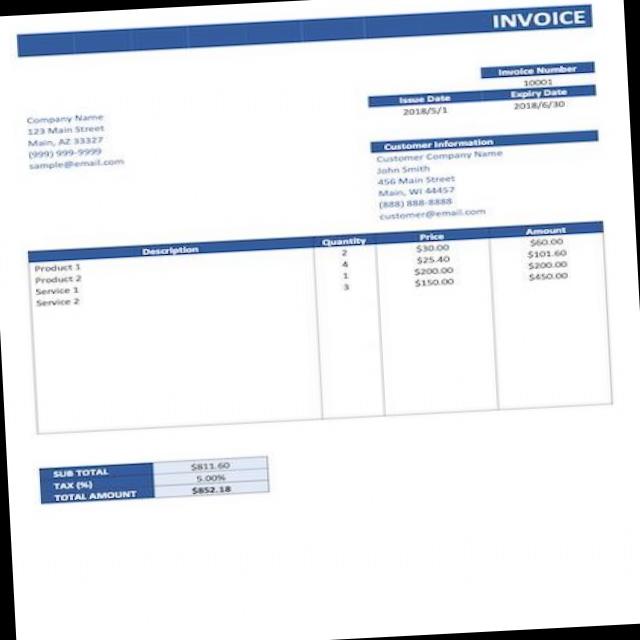 INVOICE
Invoice Number
10001
Issue Date Expiry Date
2018/5/1 2018/6/30
Company Name
123 Main Street
Main, AZ 33327
(999) 999-9999
sample@email.com
Customer Information
Customer Company Name
John Smith
456 Main Street
Main, WI 44457
(888) 888-8888
customer@email.com
Description Quantity Price Amount
Product 1 2 $30.00 $60.00
Product 2 4 $25.40 $101.60
Service 1 1 $200.00 $200.00
Service 2 3 $150.00 $450.00
SUB TOTAL $811.60
TAX (%) 5.00%
TOTAL AMOUNT $852.18